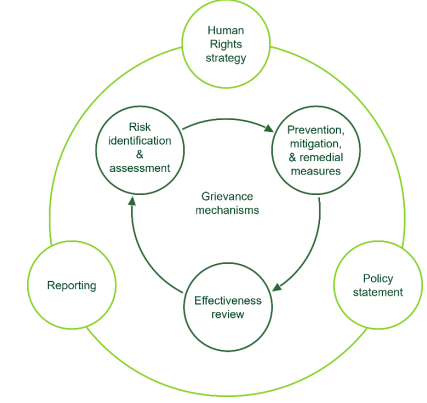 Human
Rights
strategy
Risk
identification
&
assessment
Prevention,
mitigation,
& remedial
measures
Grievance
mechanisms
Reporting
Effectiveness
review
Policy
statement